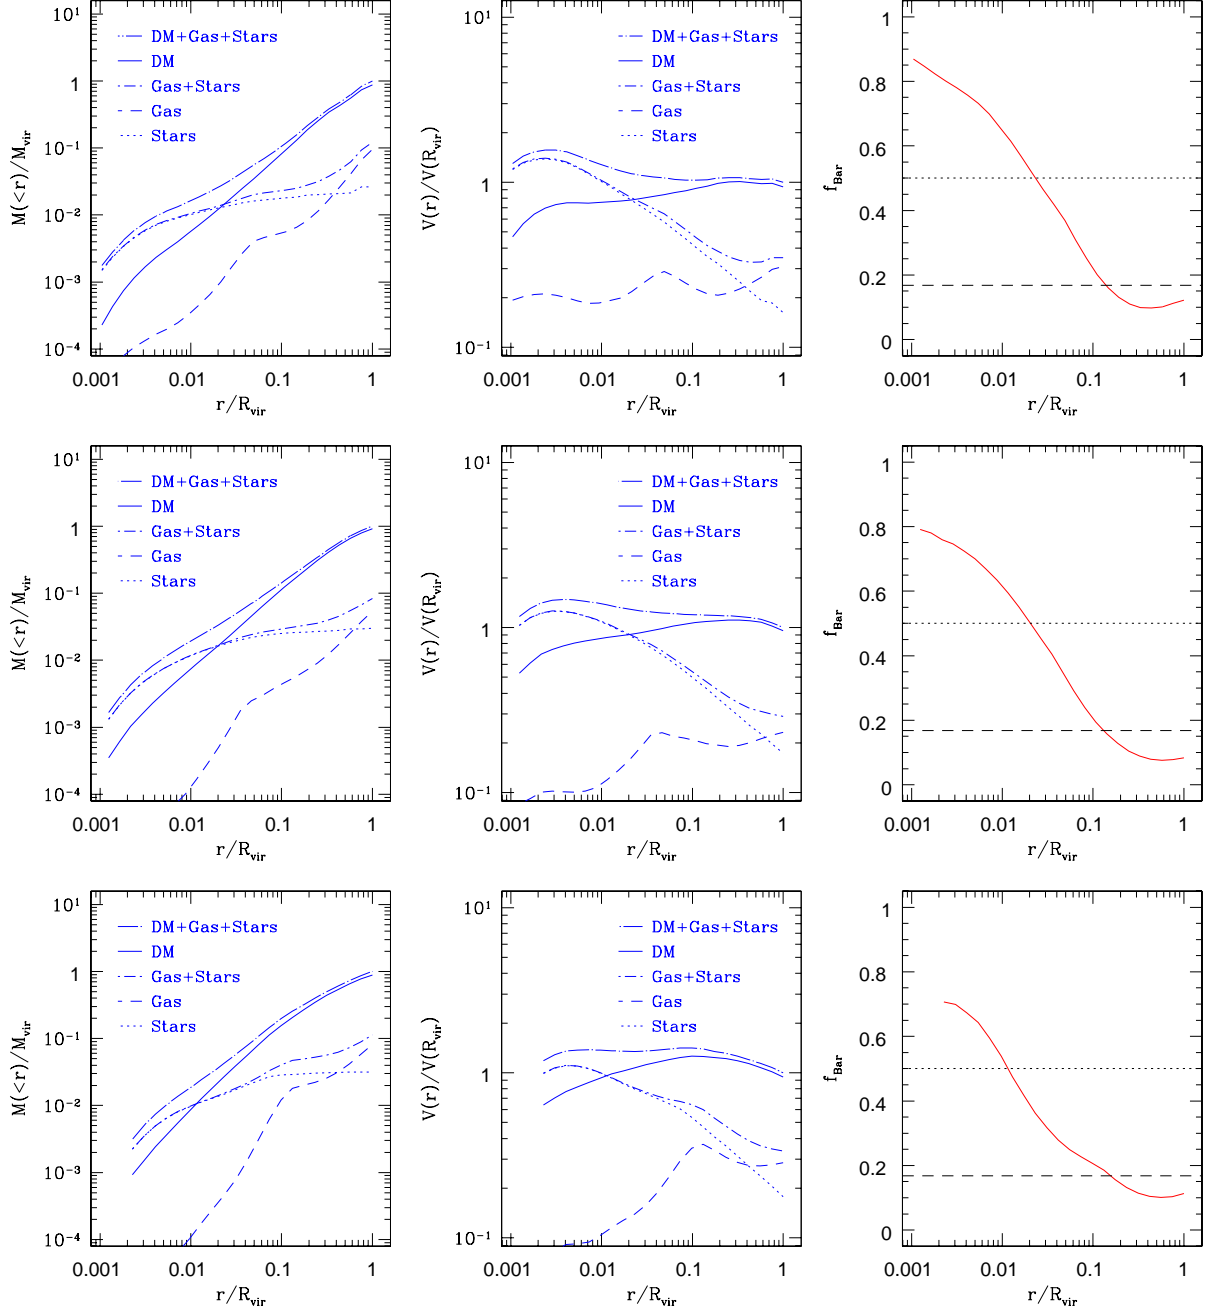 10¹
1
10⁻¹
10⁻²
10⁻³
10⁻⁴
M(<r)/M_vir
DM+Gas+Stars
DM
Gas+Stars
Gas
Stars
0.001 0.01 0.1 1
r/R_vir
10¹
1
10⁻¹
V(r)/V(R_vir)
DM+Gas+Stars
DM
Gas+Stars
Gas
Stars
0.001 0.01 0.1 1
r/R_vir
1
0.8
0.6
0.4
0.2
0
f_Bar
0.001 0.01 0.1 1
r/R_vir
10¹
1
10⁻¹
10⁻²
10⁻³
10⁻⁴
M(<r)/M_vir
DM+Gas+Stars
DM
Gas+Stars
Gas
Stars
0.001 0.01 0.1 1
r/R_vir
10¹
1
10⁻¹
V(r)/V(R_vir)
DM+Gas+Stars
DM
Gas+Stars
Gas
Stars
0.001 0.01 0.1 1
r/R_vir
1
0.8
0.6
0.4
0.2
0
f_Bar
0.001 0.01 0.1 1
r/R_vir
10¹
1
10⁻¹
10⁻²
10⁻³
10⁻⁴
M(<r)/M_vir
DM+Gas+Stars
DM
Gas+Stars
Gas
Stars
0.001 0.01 0.1 1
r/R_vir
10¹
1
10⁻¹
V(r)/V(R_vir)
DM+Gas+Stars
DM
Gas+Stars
Gas
Stars
0.001 0.01 0.1 1
r/R_vir
1
0.8
0.6
0.4
0.2
0
f_Bar
0.001 0.01 0.1 1
r/R_vir